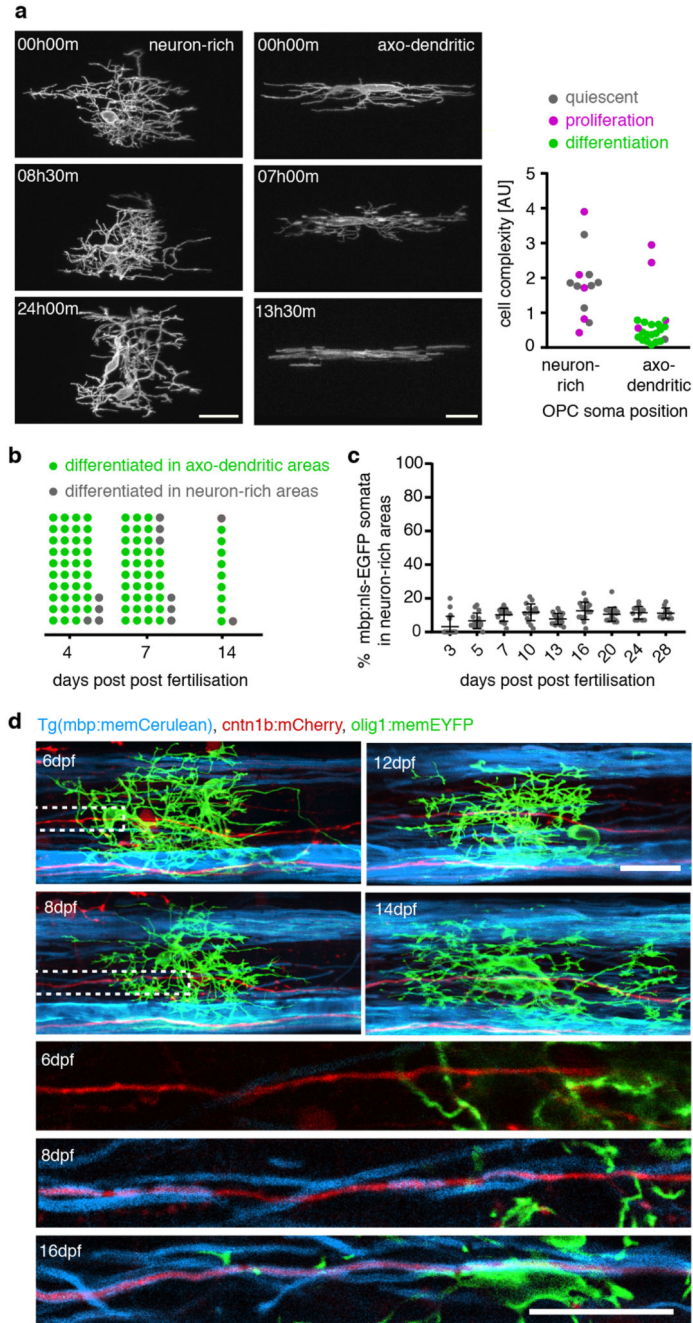 a
00h00m neuron-rich
00h00m axo-dendritic
08h30m
07h00m
24h00m
13h30m
quiescent
proliferation
differentiation
cell complexity [AU]
5
4
3
2
1
0
neuron-
rich
axo-
dendritic
OPC soma position
b
differentiated in axo-dendritic areas
differentiated in neuron-rich areas
4 7 14
days post post fertilisation
c
% mbp:nls-EGFP somata
in neuron-rich areas
100
80
60
40
20
0
3 5 7 10 13 16 20 24 28
days post post fertilisation
d
Tg(mbp:memCerulean), cntn1b:mCherry, olig1:memEYFP
6dpf
12dpf
8dpf
14dpf
6dpf
8dpf
16dpf